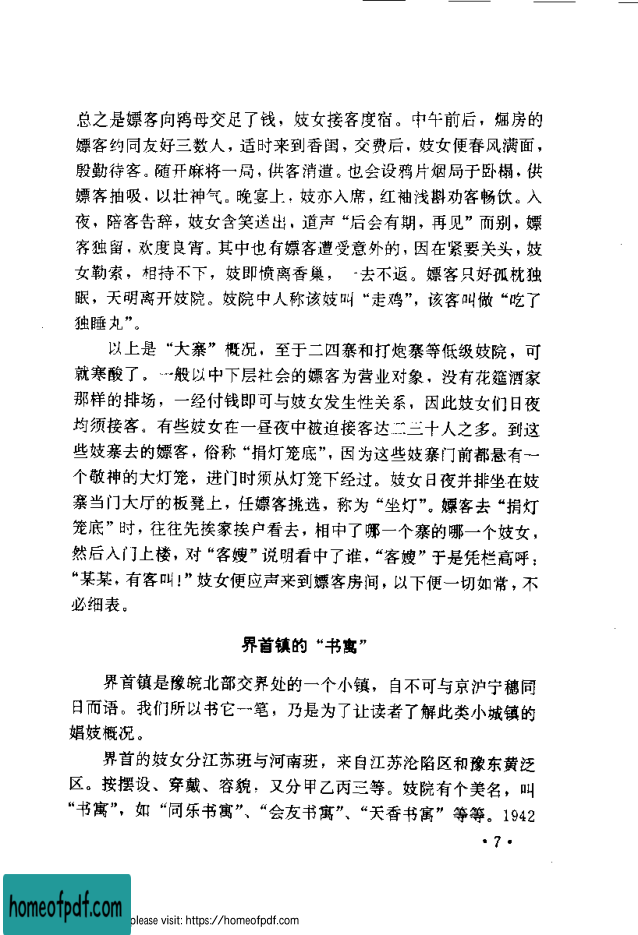 总之是嫖客向鸨母交足了钱，妓女接客度宿。中午前后，焗房的
嫖客约同友好三数人，适时来到香闺，交费后，妓女便春风满面，
殷勤待客。随开麻将一局，供客消遣。也会设鸦片烟局于卧榻，供
嫖客抽吸，以壮神气。晚宴上，妓亦入席，红袖浅斟劝客畅饮。入
夜，陪客告辞，妓女含笑送出，道声“后会有期，再见”而别，嫖
客独留，欢度良宵。其中也有嫖客遭受意外的，因在紧要关头，妓
女勒索，相持不下，妓即愤离香巢，一去不返。嫖客只好孤枕独
眠，天明离开妓院。妓院中人称该妓叫“走鸡”，该客叫做“吃了
独睡丸”。
以上是“大寨”概况，至于二四寨和打炮寨等低级妓院，可
就寒酸了。一般以中下层社会的嫖客为营业对象，没有花筵酒家
那样的排场，一经付钱即可与妓女发生性关系，因此妓女们日夜
均须接客。有些妓女在一昼夜中被迫接客达二三十人之多。到这
些妓寨去的嫖客，俗称“捐灯笼底”，因为这些妓寨门前都悬有一
个敬神的大灯笼，进门时须从灯笼下经过。妓女日夜并排坐在妓
寨当门大厅的板凳上，任嫖客挑选，称为“坐灯”。嫖客去“捐灯
笼底”时，往往先挨家挨户看去，相中了哪一个寨的哪一个妓女，
然后入门上楼，对“客嫂”说明看中了谁，“客嫂”于是凭栏高呼：
“某某，有客叫！”妓女便应声来到嫖客房间，以下便一切如常，不
必细表。
界首镇的“书寓”
界首镇是豫皖北部交界处的一个小镇，自不可与京沪宁穗同
日而语。我们所以书它一笔，乃是为了让读者了解此类小城镇的
娼妓概况。
界首的妓女分江苏班与河南班，来自江苏沦陷区和豫东黄泛
区。按摆设、穿戴、容貌，又分甲乙丙三等。妓院有个美名，叫
“书寓”，如“同乐书寓”、“会友书寓”、“天香书寓”等等。1942
·7·
homeofpdf.com
please visit: https://homeofpdf.com